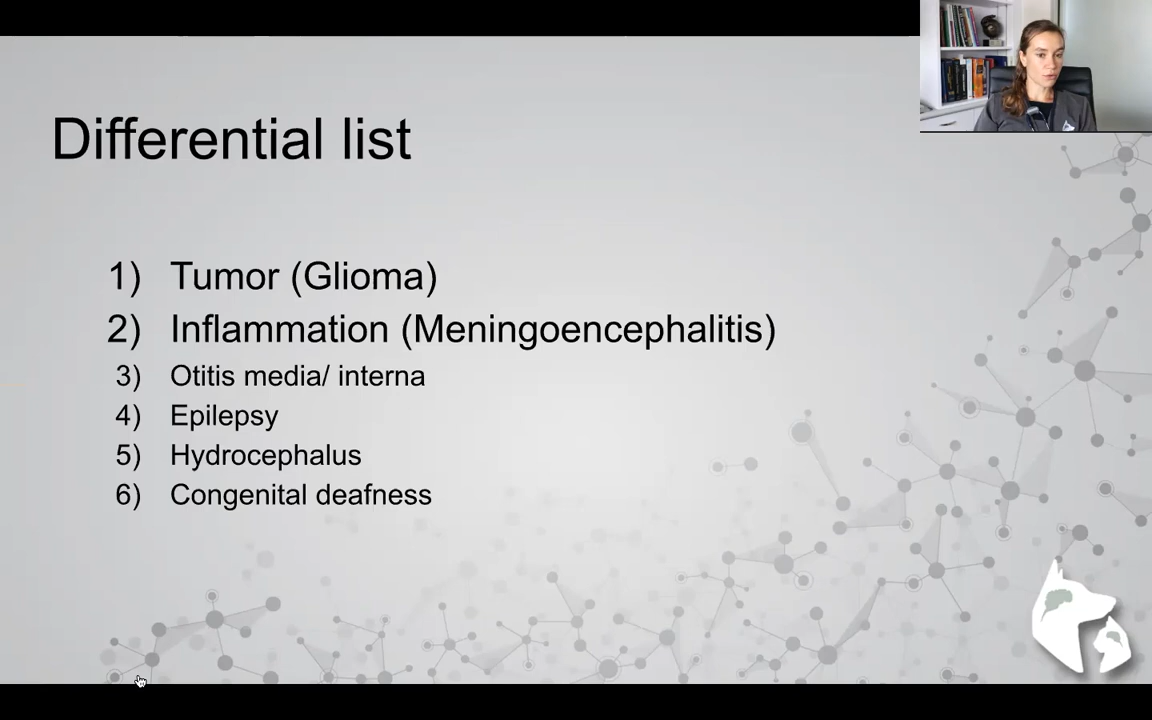 Differential list
1) Tumor (Glioma)
2) Inflammation (Meningoencephalitis)
3) Otitis media/ interna
4) Epilepsy
5) Hydrocephalus
6) Congenital deafness